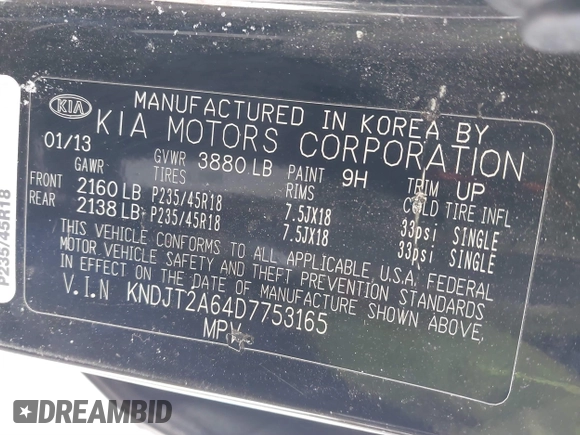 KIA
MANUFACTURED IN KOREA BY
KIA MOTORS CORPORATION
01/13
GVWR 3880 LB PAINT 9H TRIM UP
GAWR TIRES RIMS COLD TIRE INFL
FRONT 2160 LB P235/45R18 7.5JX18 33psi SINGLE
REAR 2138 LB P235/45R18 7.5JX18 33psi SINGLE
THIS VEHICLE CONFORMS TO ALL APPLICABLE U.S.A. FEDERAL
MOTOR VEHICLE SAFETY AND THEFT PREVENTION STANDARDS
IN EFFECT ON THE DATE OF MANUFACTURE SHOWN ABOVE,
V.I.N KNDJT2A64D7753165
MPV
P235/45R18
DREAMBID